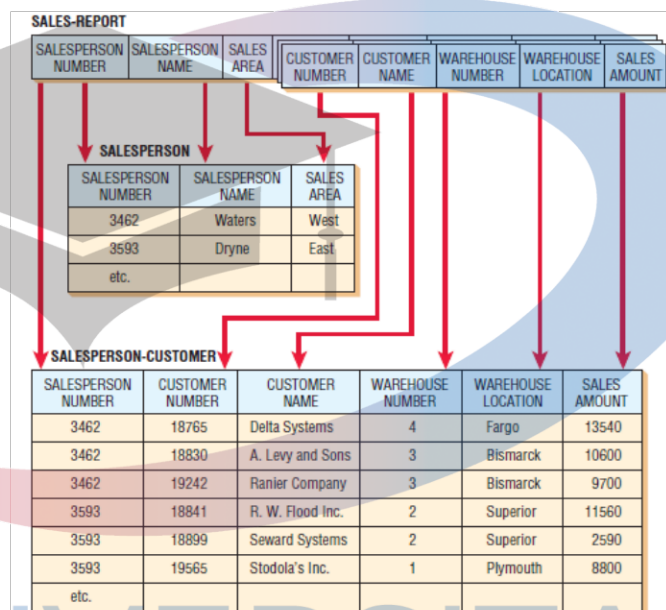 SALES-REPORT
SALESPERSON NUMBER SALESPERSON NAME SALES AREA CUSTOMER NUMBER CUSTOMER NAME WAREHOUSE NUMBER WAREHOUSE LOCATION SALES AMOUNT
SALESPERSON
SALESPERSON NUMBER SALESPERSON NAME SALES AREA
3462 Waters West
3593 Dryne East
etc.
SALESPERSON-CUSTOMER
SALESPERSON NUMBER CUSTOMER NUMBER CUSTOMER NAME WAREHOUSE NUMBER WAREHOUSE LOCATION SALES AMOUNT
3462 18765 Delta Systems 4 Fargo 13540
3462 18830 A. Levy and Sons 3 Bismarck 10600
3462 19242 Ranier Company 3 Bismarck 9700
3593 18841 R. W. Flood Inc. 2 Superior 11560
3593 18899 Seward Systems 2 Superior 2590
3593 19565 Stodola's Inc. 1 Plymouth 8800
etc.